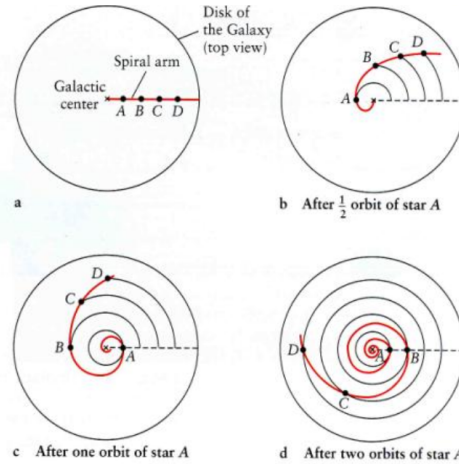 Disk of
the Galaxy
(top view)
Spiral arm
Galactic
center
A B C D
a
A B C D
b After 1/2 orbit of star A
A B C D
c After one orbit of star A
A B C D
d After two orbits of star A